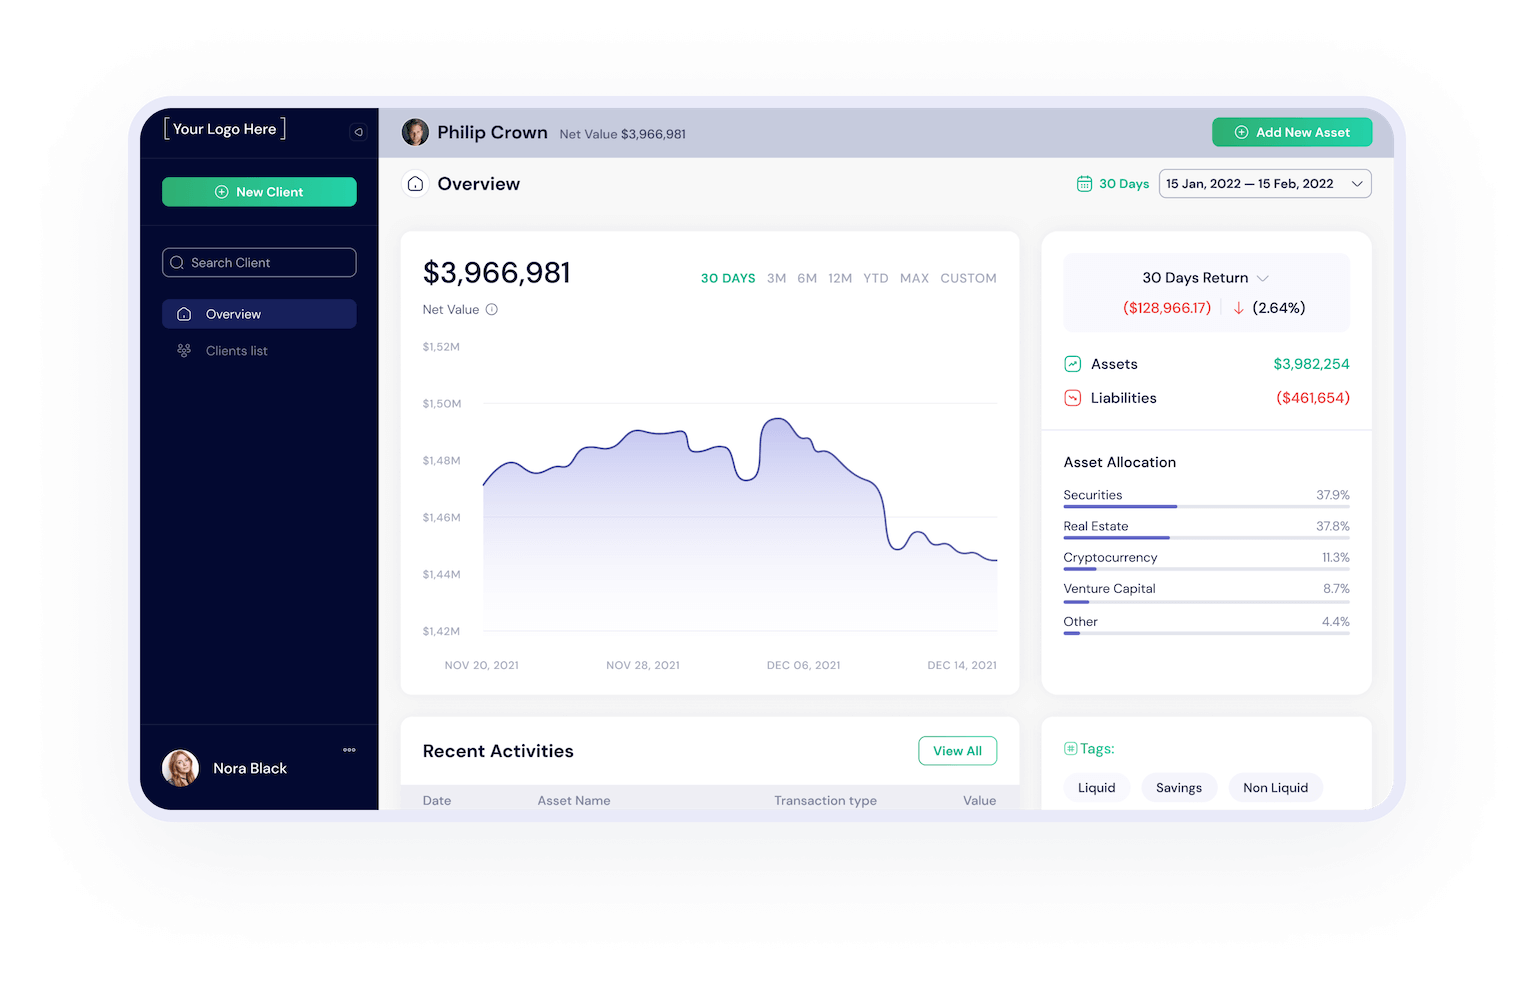 [Your Logo Here]
Philip Crown Net Value $3,966,981
Add New Asset
New Client
Search Client
Overview
Clients list
Nora Black
Overview
30 Days 15 Jan, 2022 — 15 Feb, 2022
$3,966,981
Net Value
30 DAYS 3M 6M 12M YTD MAX CUSTOM
$1,52M
$1,50M
$1,48M
$1,46M
$1,44M
$1,42M
NOV 20, 2021 NOV 28, 2021 DEC 06, 2021 DEC 14, 2021
30 Days Return
($128,966.17) (2.64%)
Assets $3,982,254
Liabilities ($461,654)
Asset Allocation
Securities 37.9%
Real Estate 37.8%
Cryptocurrency 11.3%
Venture Capital 8.7%
Other 4.4%
Recent Activities View All
Date Asset Name Transaction type Value
# Tags:
Liquid Savings Non Liquid